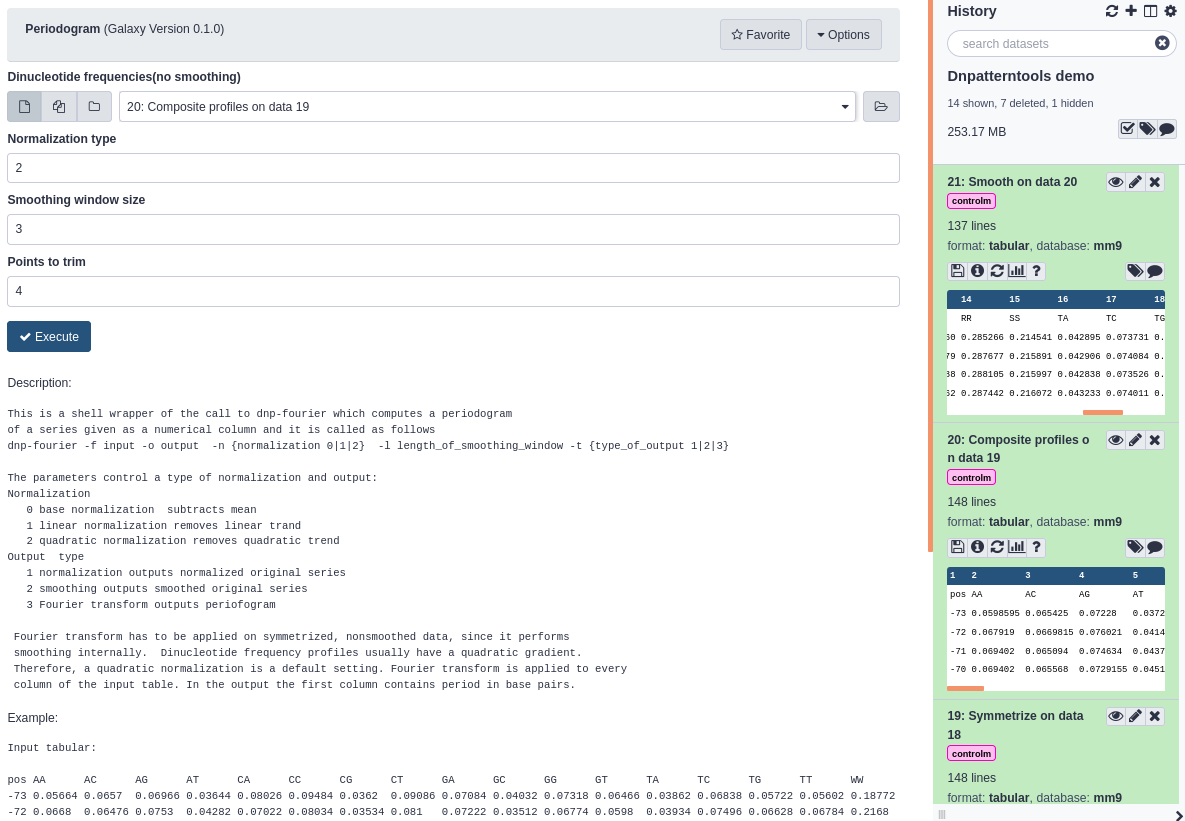 Periodogram (Galaxy Version 0.1.0)
Favorite
Options
Dinucleotide frequencies(no smoothing)
20: Composite profiles on data 19
Normalization type
2
Smoothing window size
3
Points to trim
4
Execute
Description:
This is a shell wrapper of the call to dnp-fourier which computes a periodogram
of a series given as a numerical column and it is called as follows
dnp-fourier -f input -o output  -n {normalization 0|1|2}  -l length_of_smoothing_window -t {type_of_output 1|2|3}
The parameters control a type of normalization and output:
Normalization
0 base normalization  subtracts mean
1 linear normalization removes linear trand
2 quadratic normalization removes quadratic trend
Output  type
1 normalization outputs normalized original series
2 smoothing outputs smoothed original series
3 Fourier transform outputs periofogram
Fourier transform has to be applied on symmetrized, nonsmoothed data, since it performs
smoothing internally.  Dinucleotide frequency profiles usually have a quadratic gradient.
Therefore, a quadratic normalization is a default setting. Fourier transform is applied to every
column of the input table. In the output the first column contains period in base pairs.
Example:
Input tabular:
pos AA AC AG AT CA CC CG CT GA GC GG GT TA TC TG TT WW
-73 0.05664 0.0657 0.06966 0.03644 0.08026 0.09484 0.0362 0.09086 0.07084 0.04032 0.07318 0.06466 0.03862 0.06838 0.05722 0.05602 0.18772
-72 0.0668 0.06476 0.0753 0.04282 0.07022 0.08034 0.03534 0.081 0.07222 0.03512 0.06774 0.0598 0.03934 0.07496 0.06628 0.06784 0.2168
History
search datasets
Dnpatterntools demo
14 shown, 7 deleted, 1 hidden
253.17 MB
21: Smooth on data 20
controlm
137 lines
format: tabular, database: mm9
?
14 15 16 17 18
RR SS TA TC TG
60 0.285266 0.214541 0.042895 0.073731 0.
79 0.287677 0.215891 0.042906 0.074084 0.
38 0.288105 0.215997 0.042838 0.073526 0.
62 0.287442 0.216072 0.043233 0.074011 0.
20: Composite profiles o
n data 19
controlm
148 lines
format: tabular, database: mm9
?
1 2 3 4 5
pos AA AC AG AT
-73 0.0598595 0.065425 0.07228 0.0372
-72 0.067919 0.0669815 0.076021 0.0414
-71 0.069402 0.065094 0.074634 0.0437
-70 0.069402 0.065568 0.0729155 0.0451
19: Symmetrize on data
18
controlm
148 lines
format: tabular, database: mm9